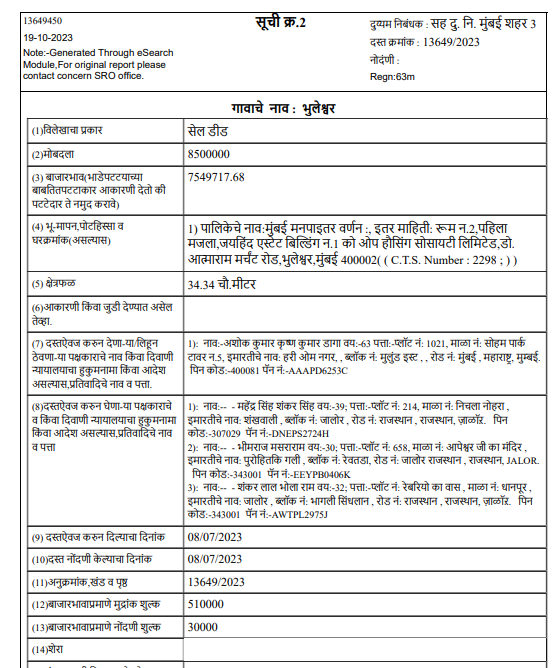 13649450
19-10-2023
Note:-Generated Through eSearch
Module,For original report please
contact concern SRO office.
सूची क्र.2
दुय्यम निबंधक : सह दु. नि. मुंबई शहर 3
दस्त क्रमांक : 13649/2023
नोदंणी :
Regn:63m
गावाचे नाव : भुलेश्वर
(1)विलेखाचा प्रकार
सेल डीड
(2)मोबदला
8500000
(3) बाजारभाव(भाडेपटटयाच्या
बाबतितपटटाकार आकारणी देतो की
पटटेदार ते नमुद करावे)
7549717.68
(4) भू-मापन,पोटहिस्सा व
घरक्रमांक(असल्यास)
1) पालिकेचे नाव:मुंबई मनपाइतर वर्णन :, इतर माहिती: रूम न.2,पहिला
मजला,जयहिंद एस्टेट बिल्डिंग न.1 को ओप हौसिंग सोसायटी लिमिटेड,डो.
आत्माराम मर्चंट रोड,भुलेश्वर,मुंबई 400002( ( C.T.S. Number : 2298 ; ) )
(5) क्षेत्रफळ
34.34 चौ.मीटर
(6)आकारणी किंवा जुडी देण्यात असेल
तेव्हा.
(7) दस्तऐवज करुन देणा-या/लिहून
ठेवणा-या पक्षकाराचे नाव किंवा दिवाणी
न्यायालयाचा हुकुमनामा किंवा आदेश
असल्यास,प्रतिवादिचे नाव व पत्ता.
1): नाव:-अशोक कुमार कृष्ण कुमार डागा वय:-63 पत्ता:-प्लॉट नं: 1021, माळा नं: सोहम पार्क
टावर न.5, इमारतीचे नाव: हरी ओम नगर, , ब्लॉक नं: मुलुंड इस्ट , , रोड नं: मुंबई , महाराष्ट्र, मुम्बई.
पिन कोड:-400081 पॅन नं:-AAAPD6253C
(8)दस्तऐवज करुन घेणा-या पक्षकाराचे
व किंवा दिवाणी न्यायालयाचा हुकुमनामा
किंवा आदेश असल्यास,प्रतिवादिचे नाव
व पत्ता
1): नाव:-- - महेंद्र सिंह शंकर सिंह वय:-39; पत्ता:-प्लॉट नं: 214, माळा नं: निचला नोहरा ,
इमारतीचे नाव: शंखवाली , ब्लॉक नं: जालोर , रोड नं: राजस्थान , राजस्थान, ज़ाळॉऱ. पिन
कोड:-307029 पॅन नं:-DNEPS2724H
2): नाव:-- - भीमराज मसराराम वय:-30; पत्ता:-प्लॉट नं: 658, माळा नं: आपेश्वर जी का मंदिर ,
इमारतीचे नाव: पुरोहितकि गली , ब्लॉक नं: रेवतडा, रोड नं: जालोर राजस्थान , राजस्थान, JALOR.
पिन कोड:-343001 पॅन नं:-EEYPB0406K
3): नाव:-- - शंकर लाल भोला राम वय:-32; पत्ता:-प्लॉट नं: रेबरियो का वास , माळा नं: धानपूर ,
इमारतीचे नाव: जालोर , ब्लॉक नं: भागली सिंधलान , रोड नं: राजस्थान , राजस्थान, ज़ाळॉऱ. पिन
कोड:-343001 पॅन नं:-AWTPL2975J
(9) दस्तऐवज करुन दिल्याचा दिनांक
08/07/2023
(10)दस्त नोंदणी केल्याचा दिनांक
08/07/2023
(11)अनुक्रमांक,खंड व पृष्ठ
13649/2023
(12)बाजारभावाप्रमाणे मुद्रांक शुल्क
510000
(13)बाजारभावाप्रमाणे नोंदणी शुल्क
30000
(14)शेरा